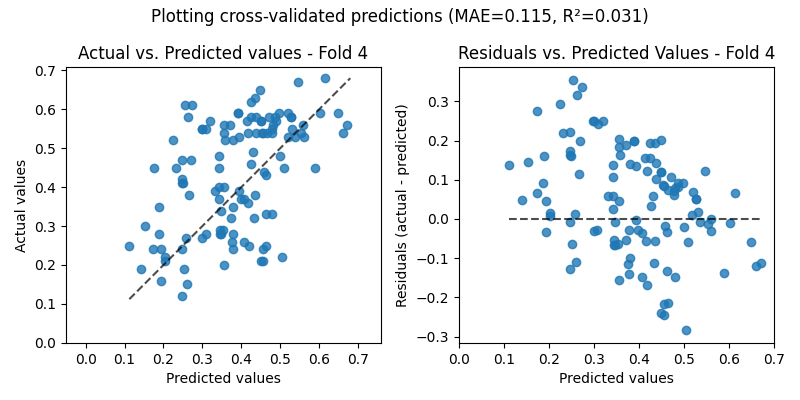 Plotting cross-validated predictions (MAE=0.115, R²=0.031)
Actual vs. Predicted values - Fold 4
Residuals vs. Predicted Values - Fold 4
Actual values
0.7
0.6
0.5
0.4
0.3
0.2
0.1
0.0
0.0 0.1 0.2 0.3 0.4 0.5 0.6 0.7
Predicted values
Residuals (actual - predicted)
0.3
0.2
0.1
0.0
−0.1
−0.2
−0.3
0.0 0.1 0.2 0.3 0.4 0.5 0.6 0.7
Predicted values